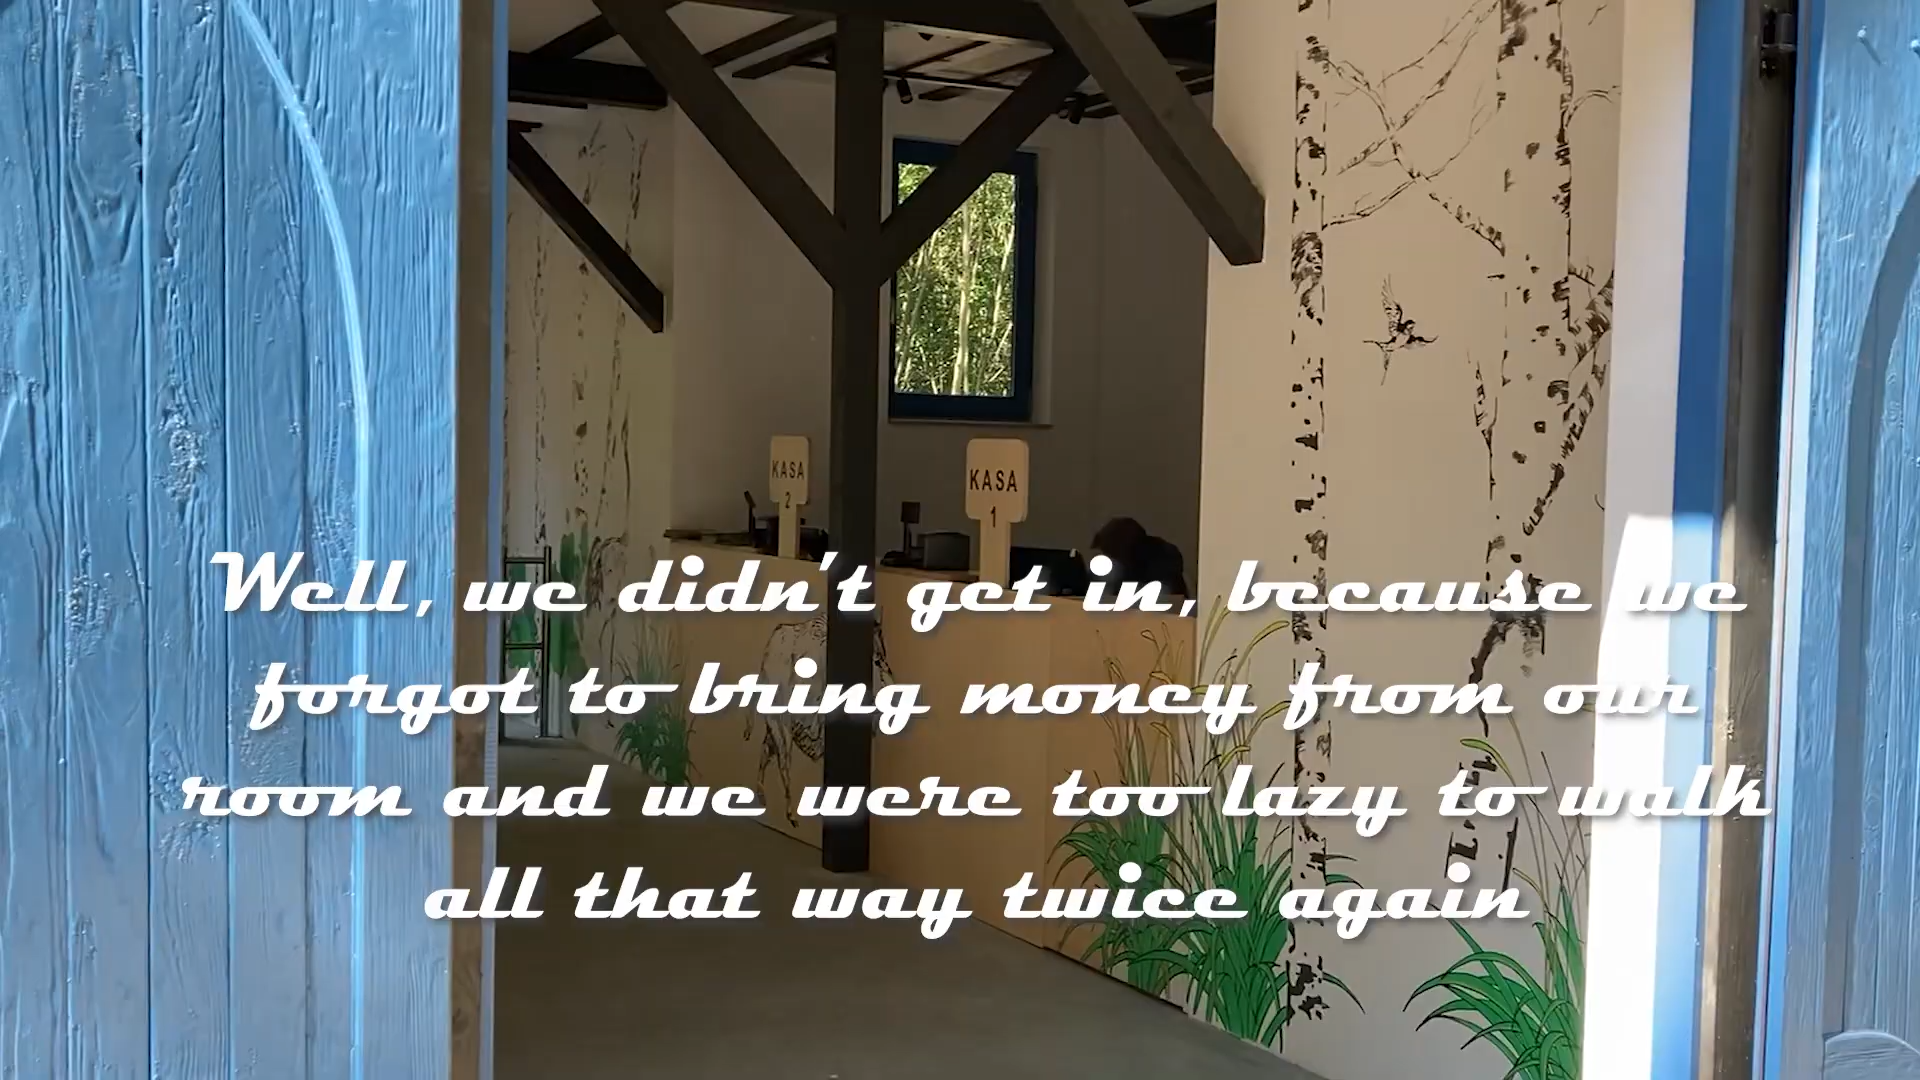 KASA
2
KASA
1
Well, we didn't get in, because we
forgot to bring money from our
room and we were too lazy to walk
all that way twice again